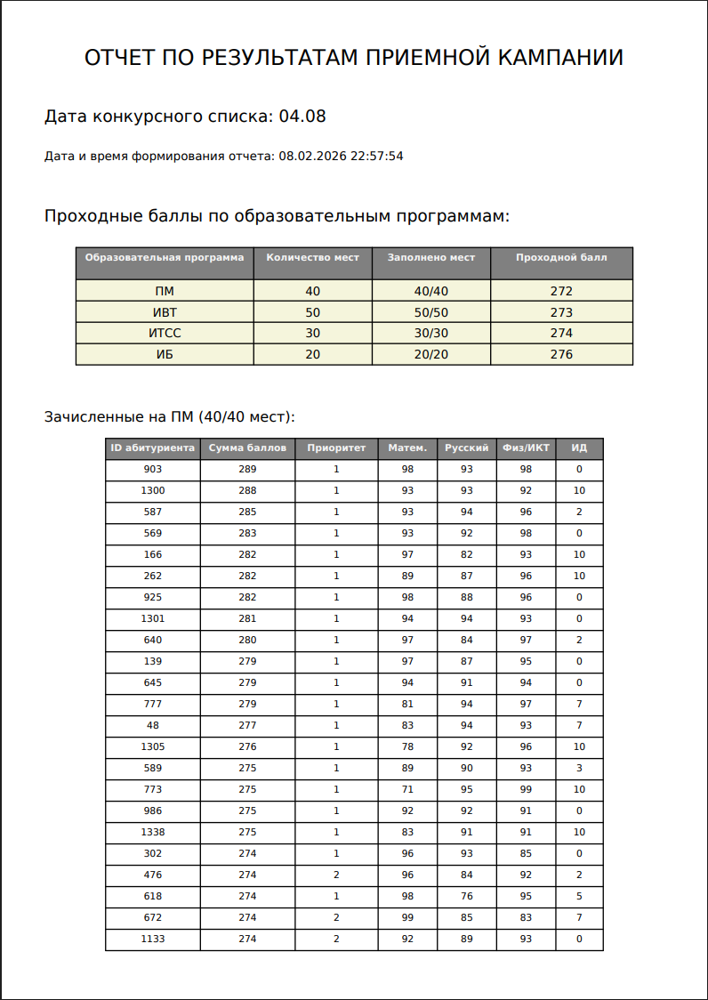 ОТЧЕТ ПО РЕЗУЛЬТАТАМ ПРИЕМНОЙ КАМПАНИИ
Дата конкурсного списка: 04.08
Дата и время формирования отчета: 08.02.2026 22:57:54
Проходные баллы по образовательным программам:
Образовательная программа Количество мест Заполнено мест Проходной балл
ПМ 40 40/40 272
ИВТ 50 50/50 273
ИТСС 30 30/30 274
ИБ 20 20/20 276
Зачисленные на ПМ (40/40 мест):
ID абитуриента Сумма баллов Приоритет Матем. Русский Физ/ИКТ ИД
903 289 1 98 93 98 0
1300 288 1 93 93 92 10
587 285 1 93 94 96 2
569 283 1 93 92 98 0
166 282 1 97 82 93 10
262 282 1 89 87 96 10
925 282 1 98 88 96 0
1301 281 1 94 94 93 0
640 280 1 97 84 97 2
139 279 1 97 87 95 0
645 279 1 94 91 94 0
777 279 1 81 94 97 7
48 277 1 83 94 93 7
1305 276 1 78 92 96 10
589 275 1 89 90 93 3
773 275 1 71 95 99 10
986 275 1 92 92 91 0
1338 275 1 83 91 91 10
302 274 1 96 93 85 0
476 274 2 96 84 92 2
618 274 1 98 76 95 5
672 274 2 99 85 83 7
1133 274 2 92 89 93 0